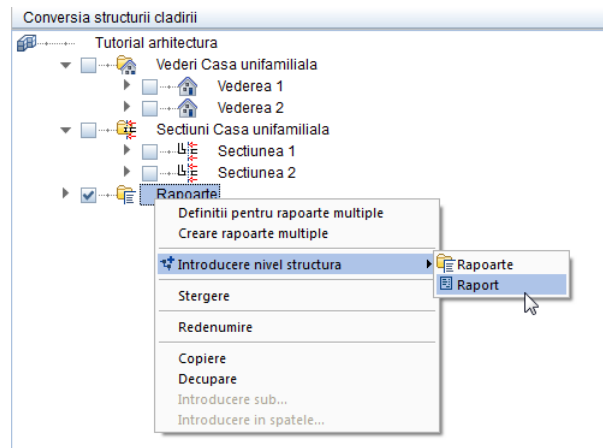 Conversia structurii cladirii
Tutorial arhitectura
Vederi Casa unifamiliala
Vederea 1
Vederea 2
Sectiuni Casa unifamiliala
Sectiunea 1
Sectiunea 2
Rapoarte
Definitii pentru rapoarte multiple
Creare rapoarte multiple
Introducere nivel structura
Rapoarte
Raport
Stergere
Redenumire
Copiere
Decupare
Introducere sub...
Introducere in spatele...